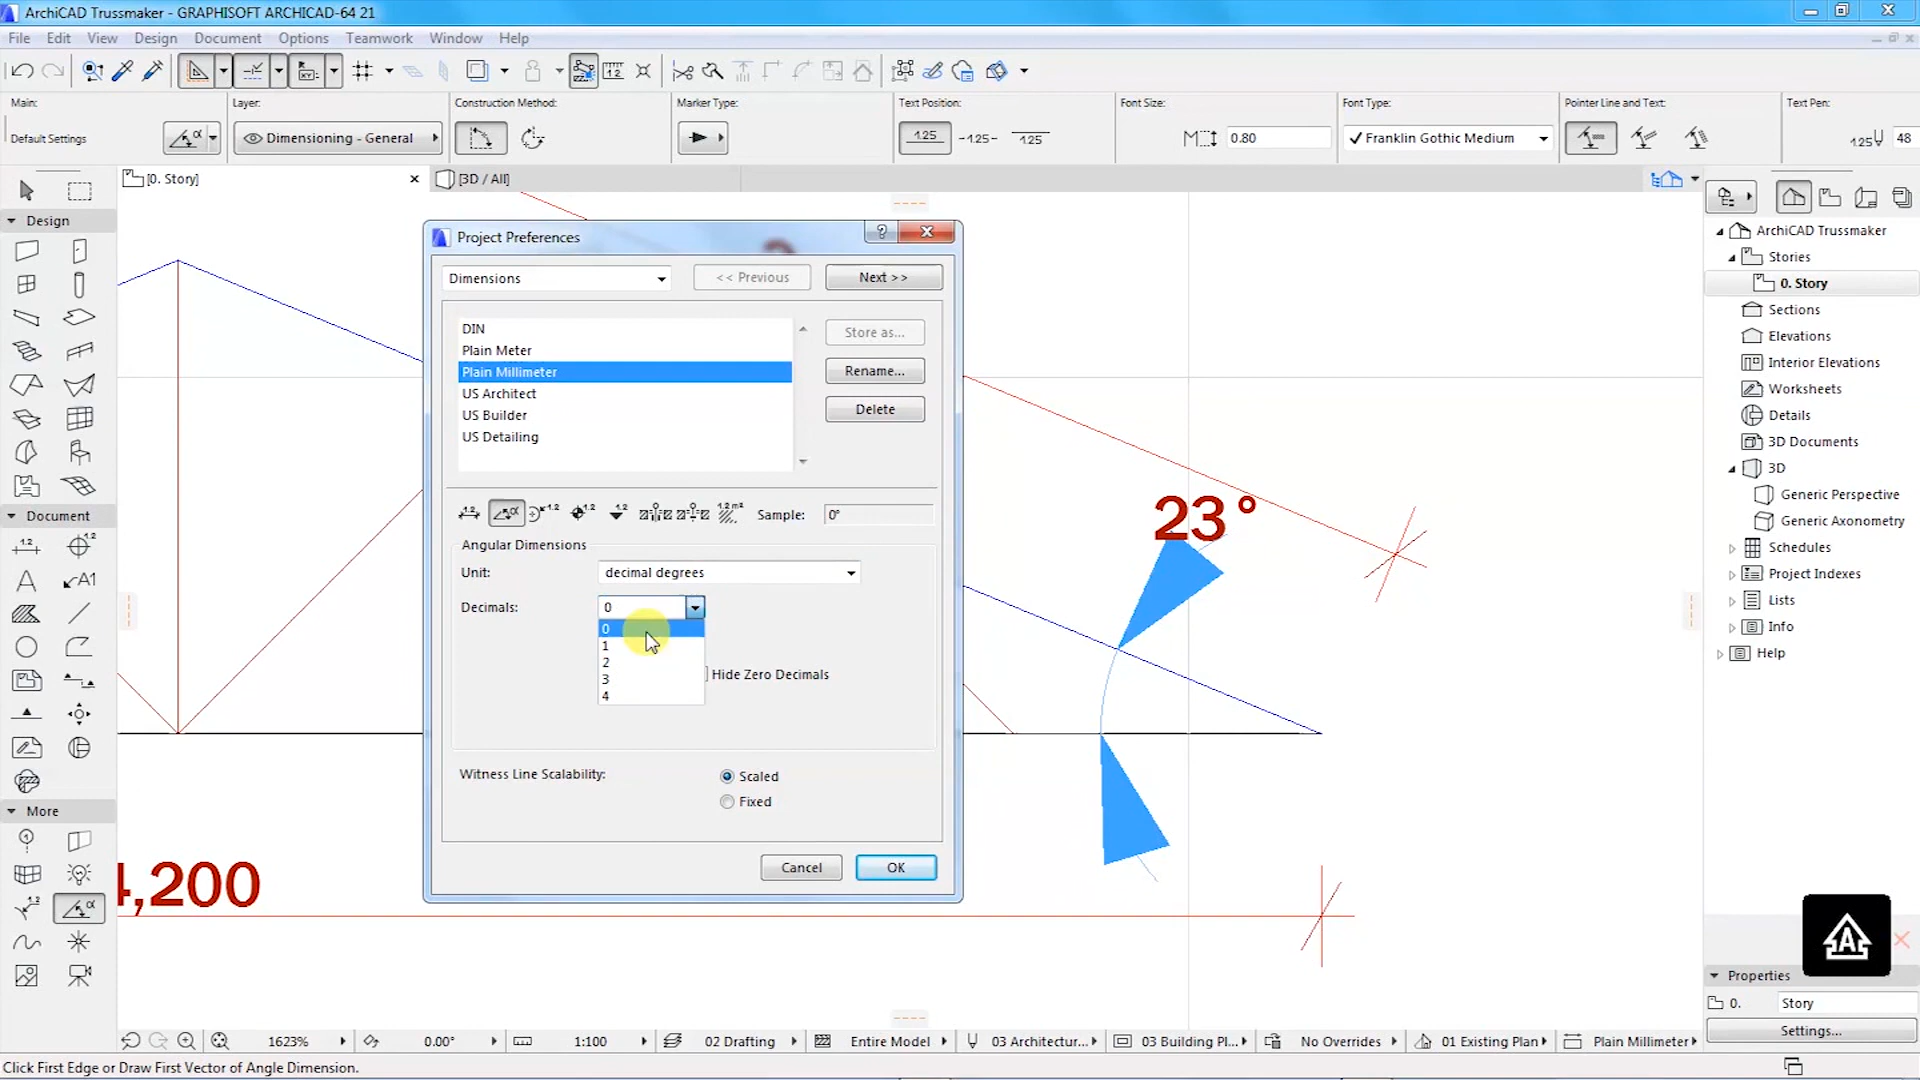 ArchiCAD Trussmaker - GRAPHISOFT ARCHICAD-64 21
File Edit View Design Document Options Teamwork Window Help
Main: Layer: Construction Method: Marker Type: Text Position: Font Size: Font Type: Pointer Line and Text: Text Pen:
Default Settings Dimensioning - General 1.25 -1.25- 1.25 0.80 Franklin Gothic Medium 1.25 48
[0. Story] [3D / All]
Project Preferences
Dimensions << Previous Next >>
DIN
Plain Meter
Plain Millimeter
US Architect
US Builder
US Detailing
Store as...
Rename...
Delete
Sample: 0°
Angular Dimensions
Unit: decimal degrees
Decimals: 0
0
1
2
3
4
Hide Zero Decimals
Witness Line Scalability: Scaled
Fixed
Cancel OK
23°
4,200
Design
Document
More
ArchiCAD Trussmaker
Stories
0. Story
Sections
Elevations
Interior Elevations
Worksheets
Details
3D Documents
3D
Generic Perspective
Generic Axonometry
Schedules
Project Indexes
Lists
Info
Help
Properties
0. Story
Settings...
1623% 0.00° 1:100 02 Drafting Entire Model 03 Architectur... 03 Building Pl... No Overrides 01 Existing Plan Plain Millimeter
Click First Edge or Draw First Vector of Angle Dimension.